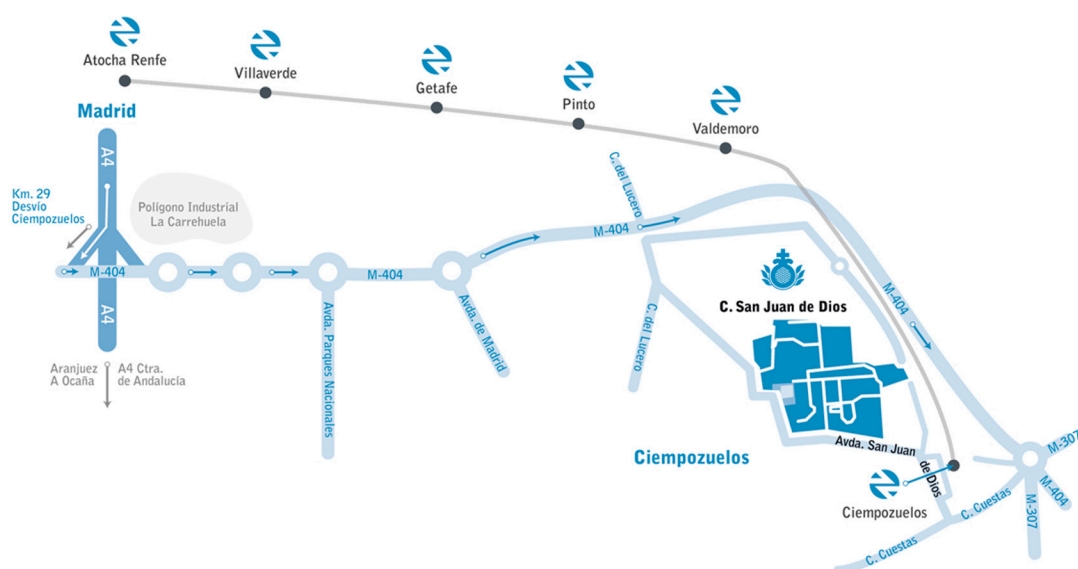 Atocha Renfe
Villaverde
Getafe
Pinto
Valdemoro
Madrid
A4
Km. 29
Desvío
Ciempozuelos
Polígono Industrial
La Carrehuela
C. del Lucero
M-404
M-404
M-404
M-404
A4
Aranjuez
A Ocaña
A4 Ctra.
de Andalucía
Avda. Parques Nacionales
Avda. de Madrid
C. del Lucero
C. San Juan de Dios
Ciempozuelos
Avda. San Juan
de Dios
Ciempozuelos
C. Cuestas
C. Cuestas
M-307
M-404
M-307